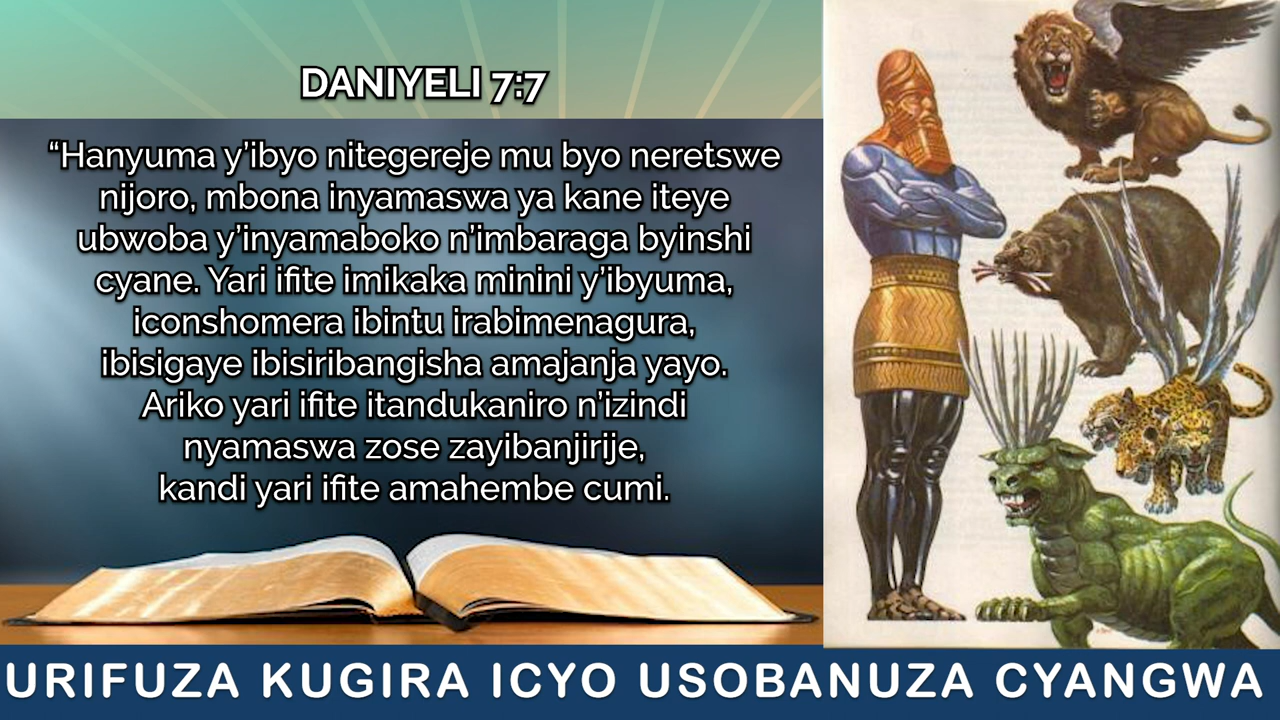 DANIYELI 7:7
“Hanyuma y’ibyo nitegereje mu byo neretswe
nijoro, mbona inyamaswa ya kane iteye
ubwoba y’inyamaboko n’imbaraga byinshi
cyane. Yari ifite imikaka minini y’ibyuma,
iconshomera ibintu irabimenagura,
ibisigaye ibisiribangisha amajanja yayo.
Ariko yari ifite itandukaniro n’izindi
nyamaswa zose zayibanjirije,
kandi yari ifite amahembe cumi.
URIFUZA KUGIRA ICYO USOBANUZA CYANGWA